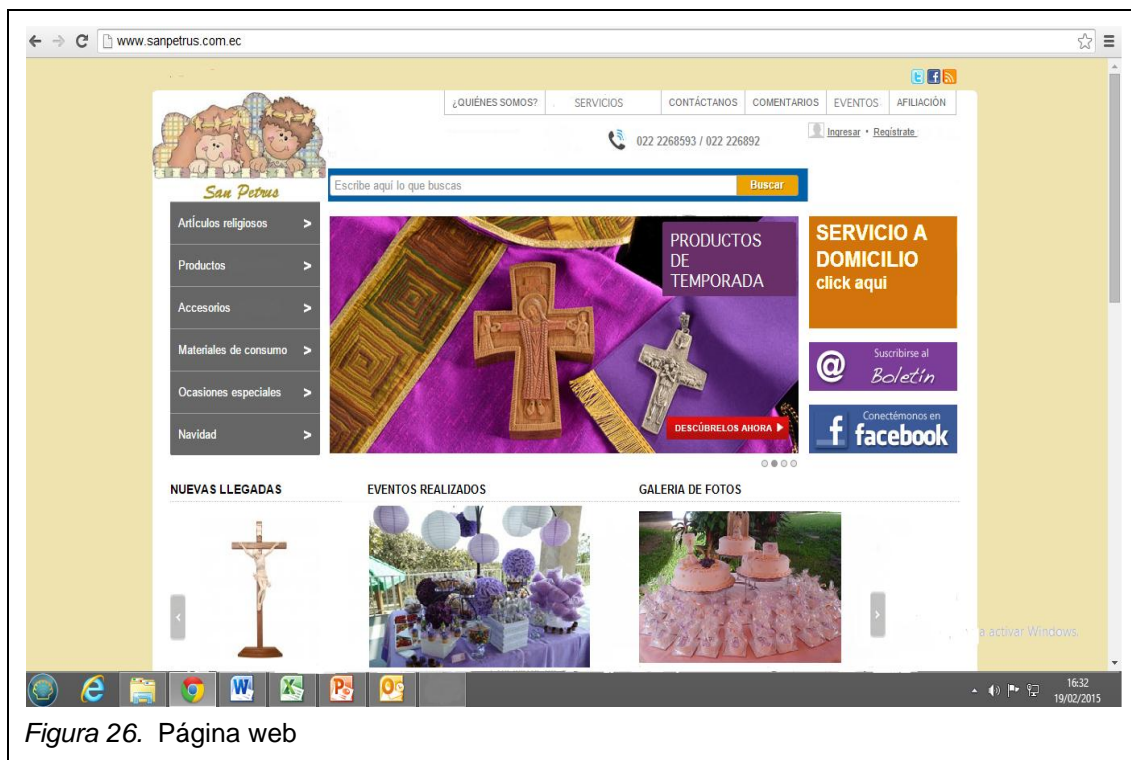 www.sanpetrus.com.ec
¿QUIÉNES SOMOS? SERVICIOS CONTÁCTANOS COMENTARIOS EVENTOS AFILIACIÓN
022 2268593 / 022 226892
Ingresar • Regístrate
San Petrus
Escribe aquí lo que buscas
Buscar
Artículos religiosos >
Productos >
Accesorios >
Materiales de consumo >
Ocasiones especiales >
Navidad >
PRODUCTOS
DE
TEMPORADA
DESCÚBRELOS AHORA
SERVICIO A
DOMICILIO
click aqui
@ Suscribirse al
Boletín
Conectémonos en
f facebook
NUEVAS LLEGADAS
EVENTOS REALIZADOS
GALERIA DE FOTOS
a activar Windows.
16:32
19/02/2015
Figura 26. Página web